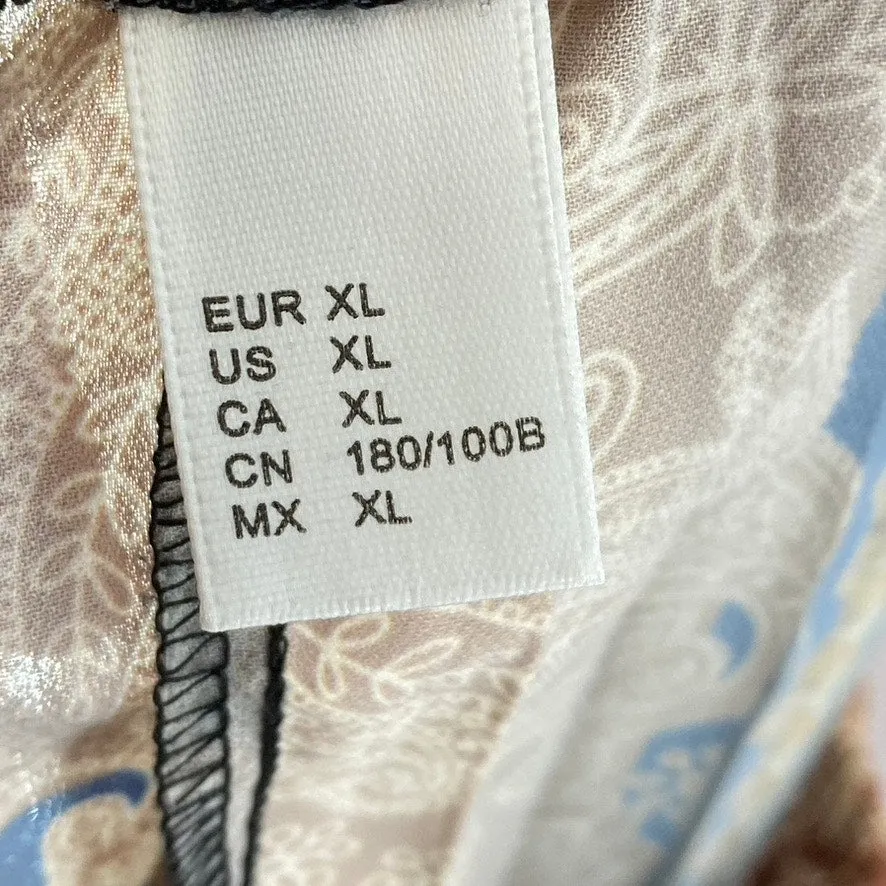 EUR XL
US XL
CA XL
CN 180/100B
MX XL